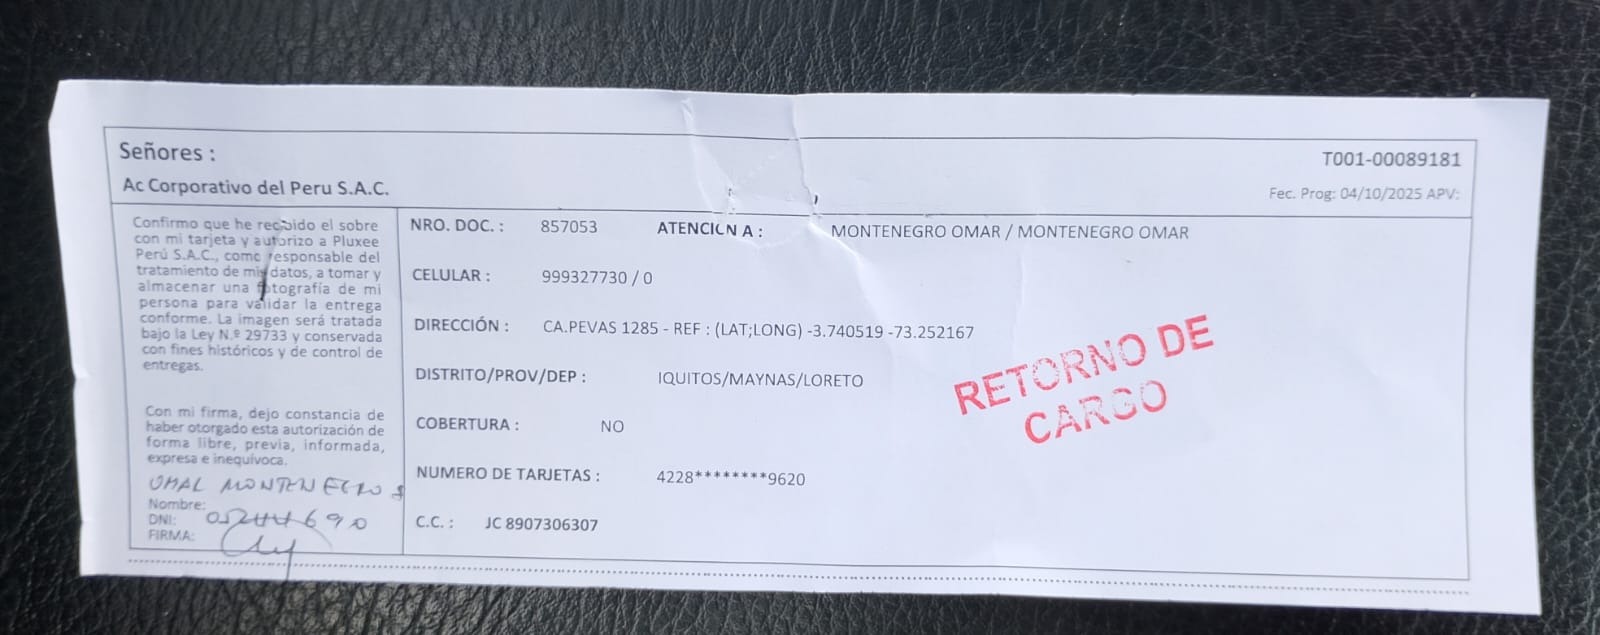 Señores :
Ac Corporativo del Peru S.A.C.
T001-00089181
Fec. Prog: 04/10/2025 APV:
Confirmo que he recibido el sobre
con mi tarjeta y autorizo a Pluxee
Perú S.A.C., como responsable del
tratamiento de mis datos, a tomar y
almacenar una fotografía de mi
persona para validar la entrega
conforme. La imagen será tratada
bajo la Ley N.º 29733 y conservada
con fines históricos y de control de
entregas.
Con mi firma, dejo constancia de
haber otorgado esta autorización de
forma libre, previa, informada,
expresa e inequívoca.
OMAR MONTENEGRO
Nombre:
DNI: 05244690
FIRMA:
NRO. DOC. : 857053 ATENCION A : MONTENEGRO OMAR / MONTENEGRO OMAR
CELULAR : 999327730 / 0
DIRECCIÓN : CA.PEVAS 1285 - REF : (LAT;LONG) -3.740519 -73.252167
DISTRITO/PROV/DEP : IQUITOS/MAYNAS/LORETO
COBERTURA : NO
NUMERO DE TARJETAS : 4228********9620
C.C. : JC 8907306307
RETORNO DE
CARGO